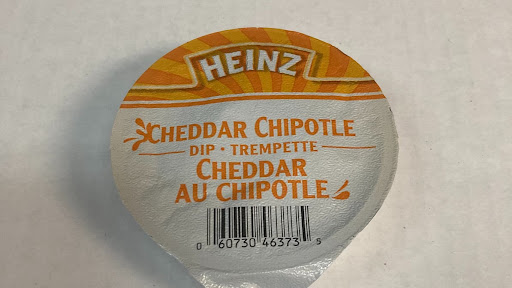 HEINZ
CHEDDAR CHIPOTLE
DIP • TREMPETTE
CHEDDAR
AU CHIPOTLE
0 60730 46373 5